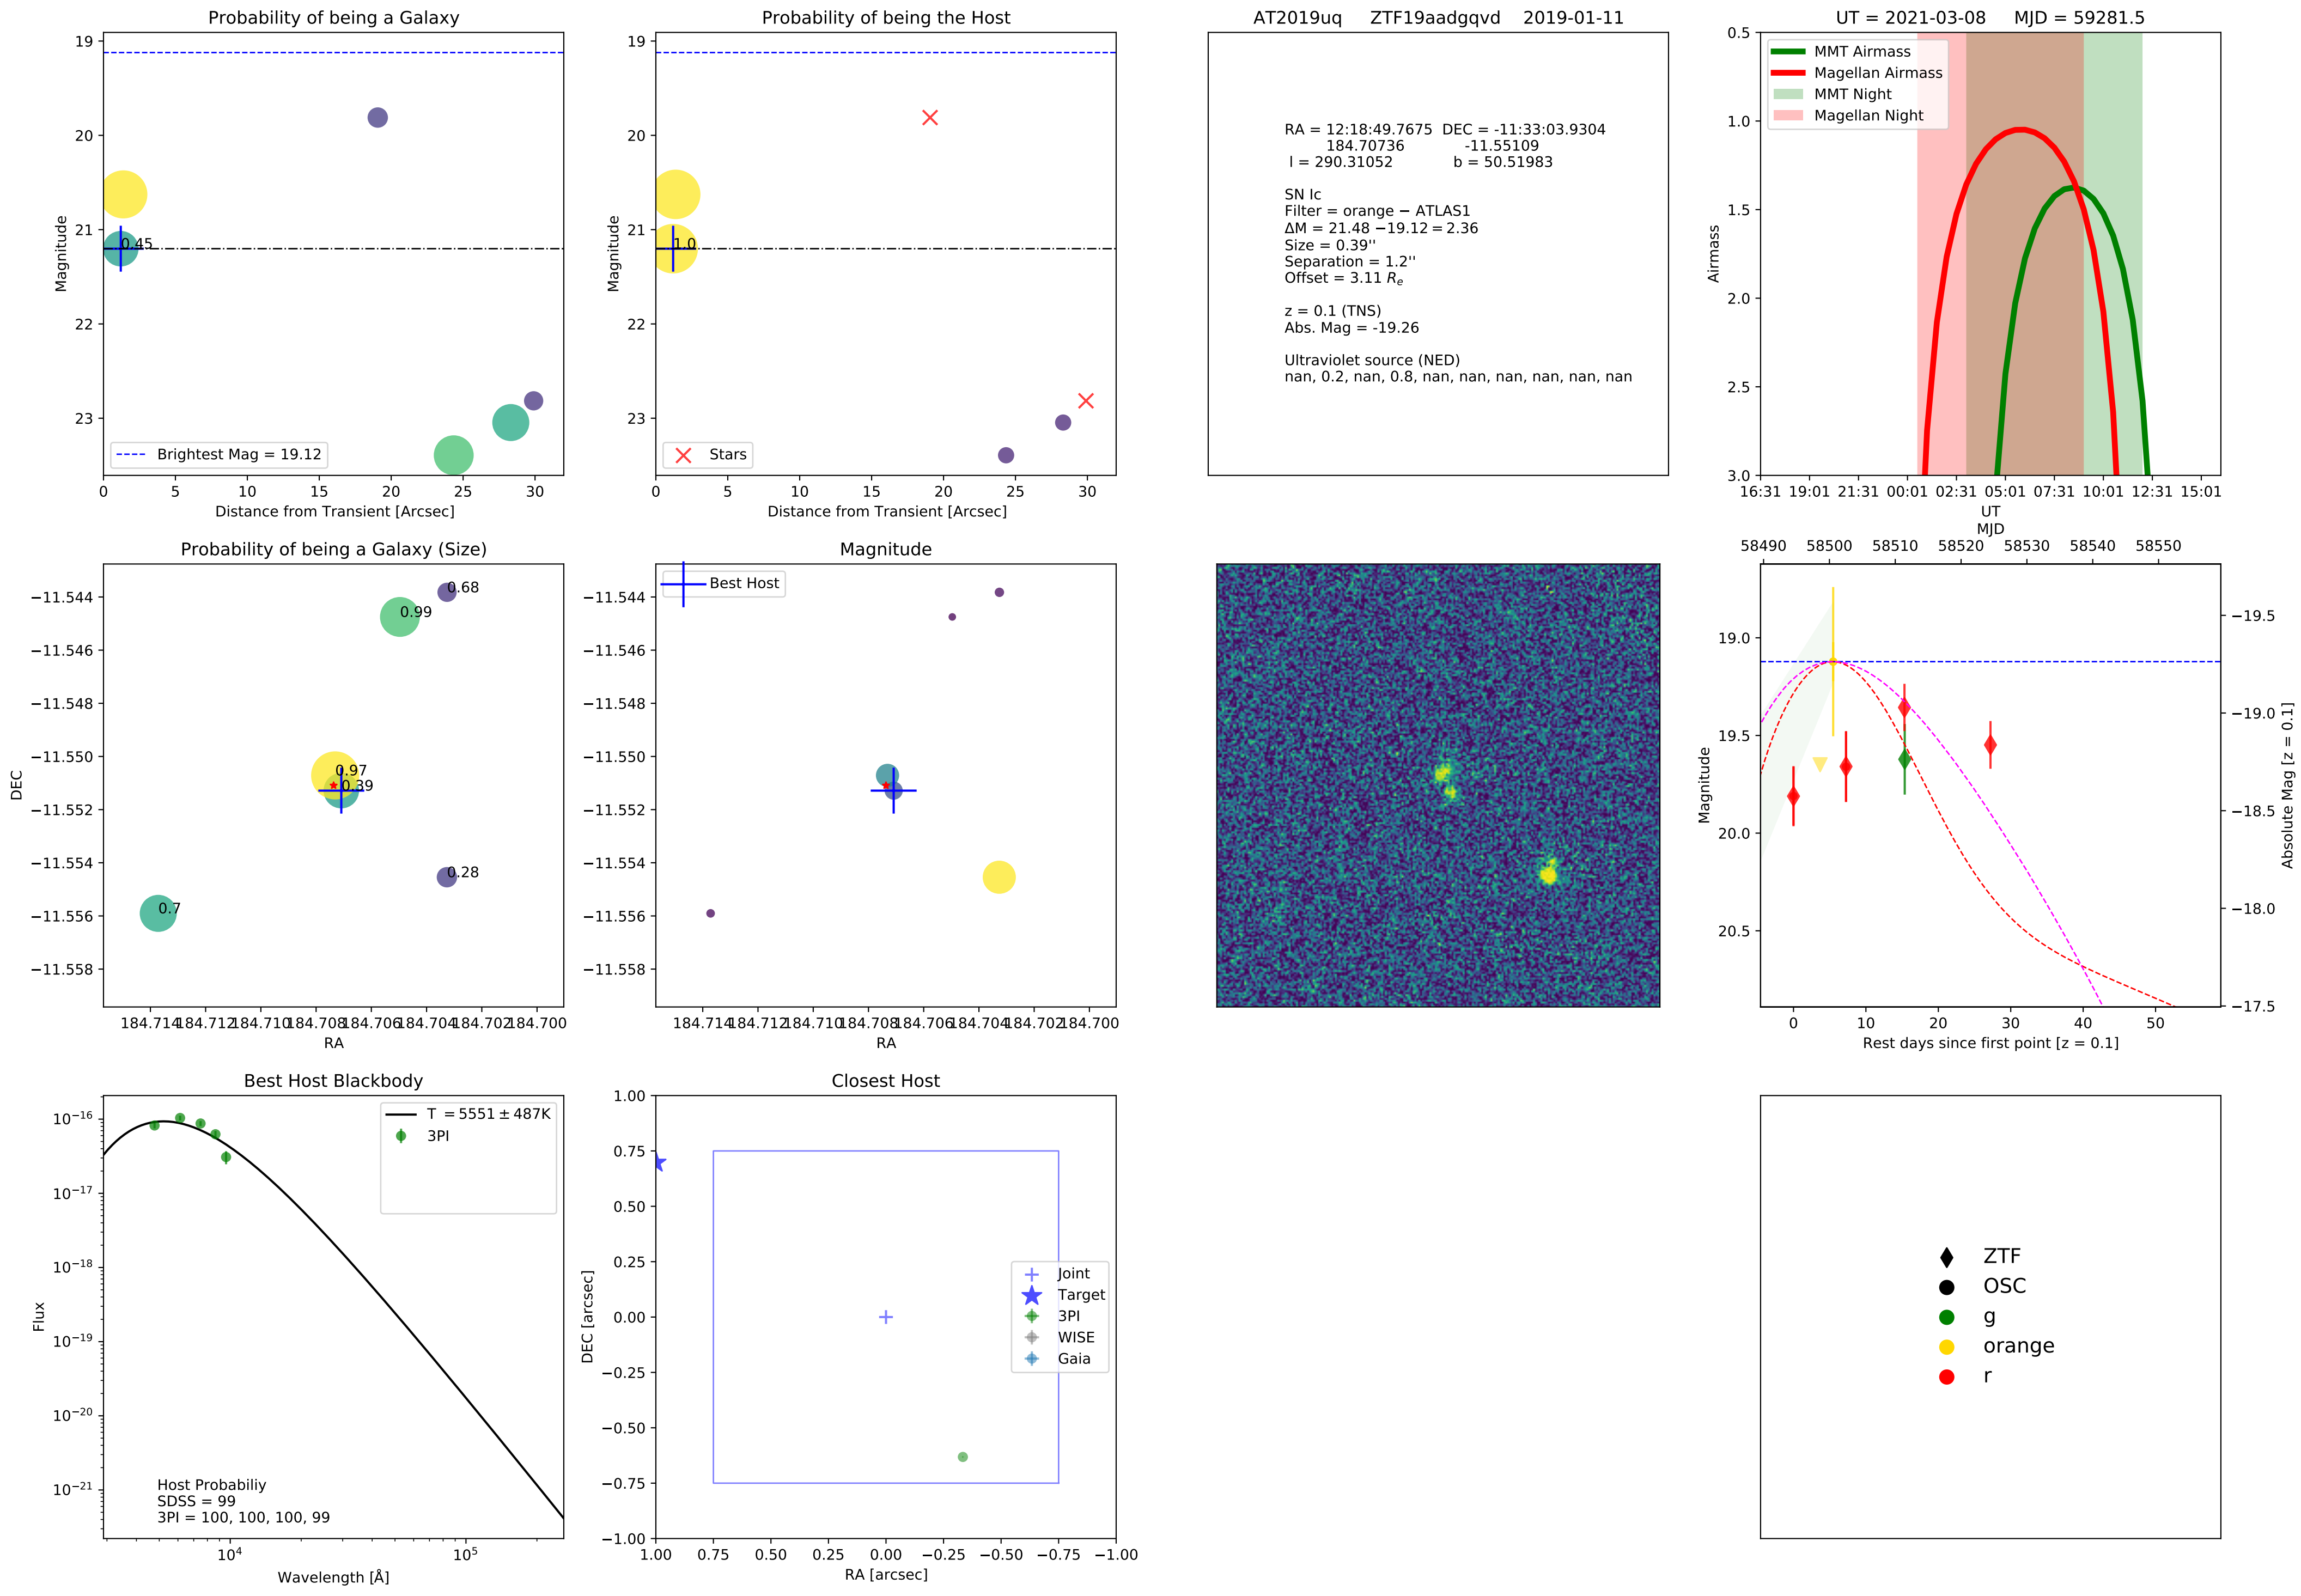 Probability of being a Galaxy
19
20
21
22
23
Magnitude
0.45
Brightest Mag = 19.12
0 5 10 15 20 25 30
Distance from Transient [Arcsec]
Probability of being the Host
19
20
21
22
23
Magnitude
1.0
Stars
0 5 10 15 20 25 30
Distance from Transient [Arcsec]
AT2019uq ZTF19aadgqvd 2019-01-11
RA = 12:18:49.7675 DEC = -11:33:03.9304
184.70736 -11.55109
l = 290.31052 b = 50.51983
SN Ic
Filter = orange − ATLAS1
ΔM = 21.48 −19.12 = 2.36
Size = 0.39''
Separation = 1.2''
Offset = 3.11 Re
z = 0.1 (TNS)
Abs. Mag = -19.26
Ultraviolet source (NED)
nan, 0.2, nan, 0.8, nan, nan, nan, nan, nan, nan
UT = 2021-03-08 MJD = 59281.5
0.5
1.0
1.5
2.0
2.5
3.0
Airmass
MMT Airmass
Magellan Airmass
MMT Night
Magellan Night
16:31 19:01 21:31 00:01 02:31 05:01 07:31 10:01 12:31 15:01
UT
Probability of being a Galaxy (Size)
−11.544
−11.546
−11.548
−11.550
−11.552
−11.554
−11.556
−11.558
DEC
0.68
0.99
0.97
0.39
0.28
0.7
184.714 184.712 184.710 184.708 184.706 184.704 184.702 184.700
RA
Magnitude
Best Host
−11.544
−11.546
−11.548
−11.550
−11.552
−11.554
−11.556
−11.558
184.714 184.712 184.710 184.708 184.706 184.704 184.702 184.700
RA
MJD
58490 58500 58510 58520 58530 58540 58550
19.0
19.5
20.0
20.5
Magnitude
−19.5
−19.0
−18.5
−18.0
−17.5
Absolute Mag [z = 0.1]
0 10 20 30 40 50
Rest days since first point [z = 0.1]
Best Host Blackbody
10−16
10−17
10−18
10−19
10−20
10−21
Flux
T = 5551 ± 487K
3PI
Host Probabiliy
SDSS = 99
3PI = 100, 100, 100, 99
10^4 10^5
Wavelength [Å]
Closest Host
1.00
0.75
0.50
0.25
0.00
−0.25
−0.50
−0.75
−1.00
DEC [arcsec]
Joint
Target
3PI
WISE
Gaia
1.00 0.75 0.50 0.25 0.00 −0.25 −0.50 −0.75 −1.00
RA [arcsec]
ZTF
OSC
g
orange
r